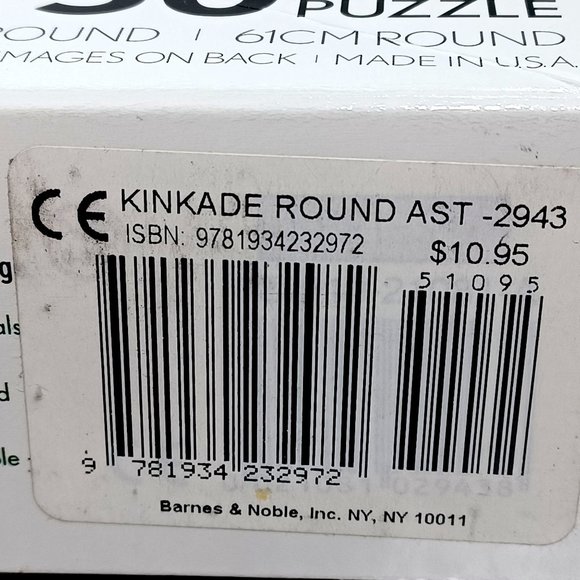 PUZZLE
ROUND | 61CM ROUND
IMAGES ON BACK | MADE IN U.S.A.
CE KINKADE ROUND AST -2943
ISBN: 9781934232972 $10.95
51095
9 781934 232972
Barnes & Noble, Inc. NY, NY 10011